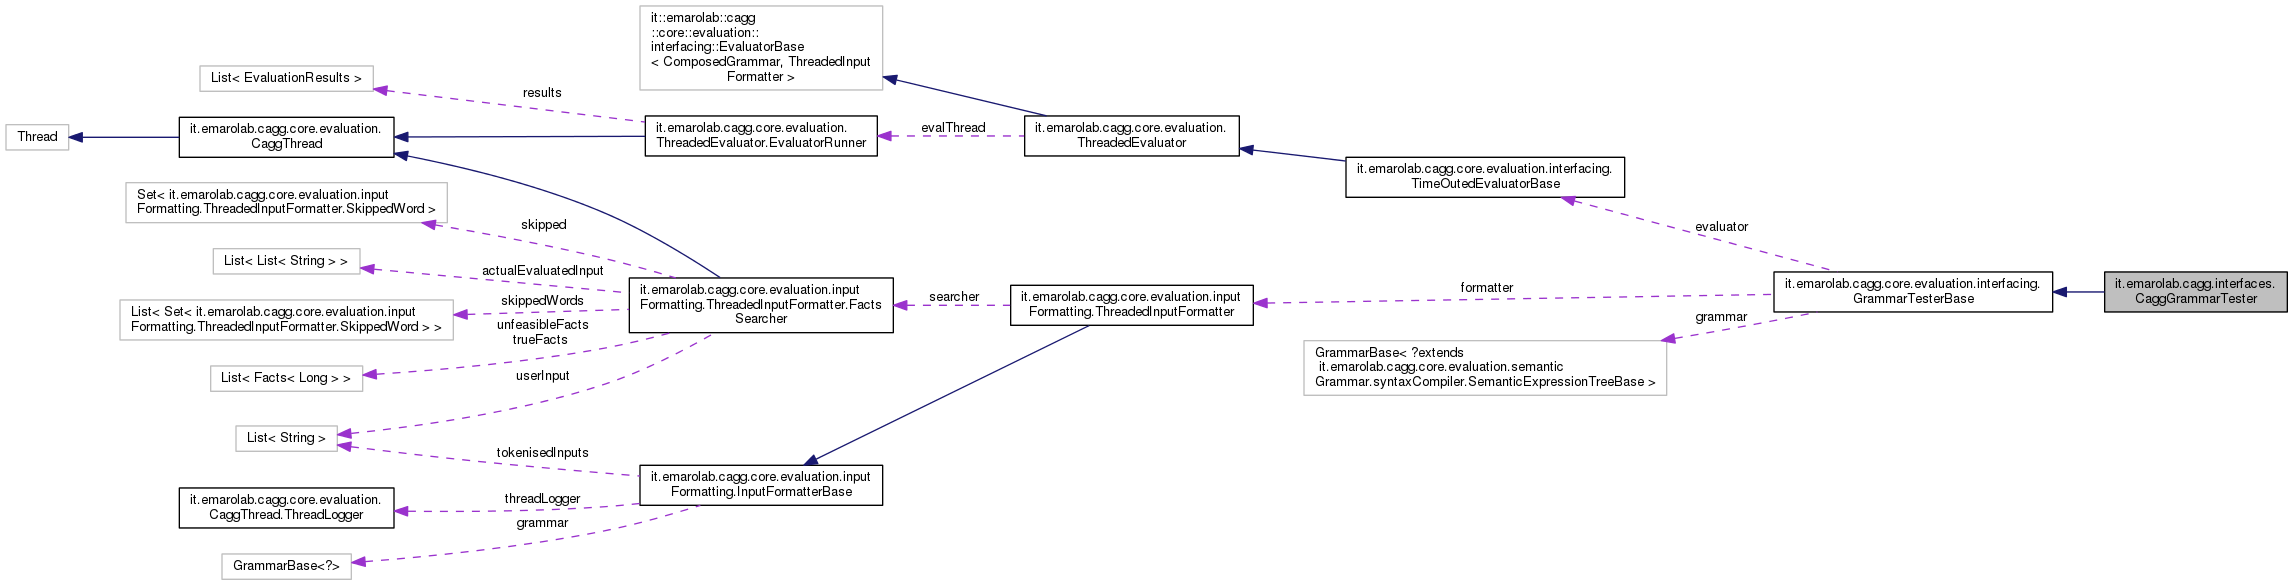 it::emarolab::cagg
::core::evaluation::
interfacing::EvaluatorBase
< ComposedGrammar, ThreadedInput
Formatter >
List< EvaluationResults >
results
Thread
it.emarolab.cagg.core.evaluation.
CaggThread
it.emarolab.cagg.core.evaluation.
ThreadedEvaluator.EvaluatorRunner
evalThread
it.emarolab.cagg.core.evaluation.
ThreadedEvaluator
it.emarolab.cagg.core.evaluation.interfacing.
TimeOutedEvaluatorBase
Set< it.emarolab.cagg.core.evaluation.input
Formatting.ThreadedInputFormatter.SkippedWord >
skipped
evaluator
List< List< String > >
actualEvaluatedInput
it.emarolab.cagg.core.evaluation.input
Formatting.ThreadedInputFormatter.Facts
Searcher
searcher
it.emarolab.cagg.core.evaluation.input
Formatting.ThreadedInputFormatter
formatter
it.emarolab.cagg.core.evaluation.interfacing.
GrammarTesterBase
it.emarolab.cagg.interfaces.
CaggGrammarTester
List< Set< it.emarolab.cagg.core.evaluation.input
Formatting.ThreadedInputFormatter.SkippedWord > >
skippedWords
grammar
GrammarBase< ?extends
it.emarolab.cagg.core.evaluation.semantic
Grammar.syntaxCompiler.SemanticExpressionTreeBase >
unfeasibleFacts
trueFacts
List< Facts< Long > >
userInput
List< String >
tokenisedInputs
it.emarolab.cagg.core.evaluation.input
Formatting.InputFormatterBase
it.emarolab.cagg.core.evaluation.
CaggThread.ThreadLogger
threadLogger
grammar
GrammarBase<?>